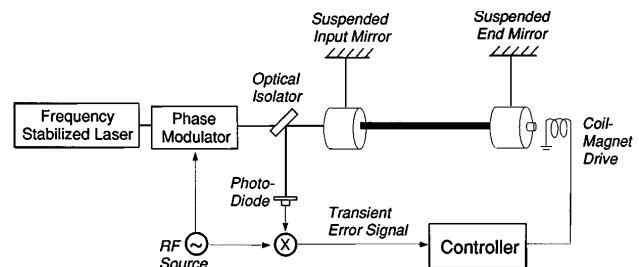 Suspended
Input Mirror
Suspended
End Mirror
Optical
Isolator
Frequency
Stabilized Laser
Phase
Modulator
Coil-
Magnet
Drive
Photo-
Diode
Transient
Error Signal
RF
Source
~
X
Controller